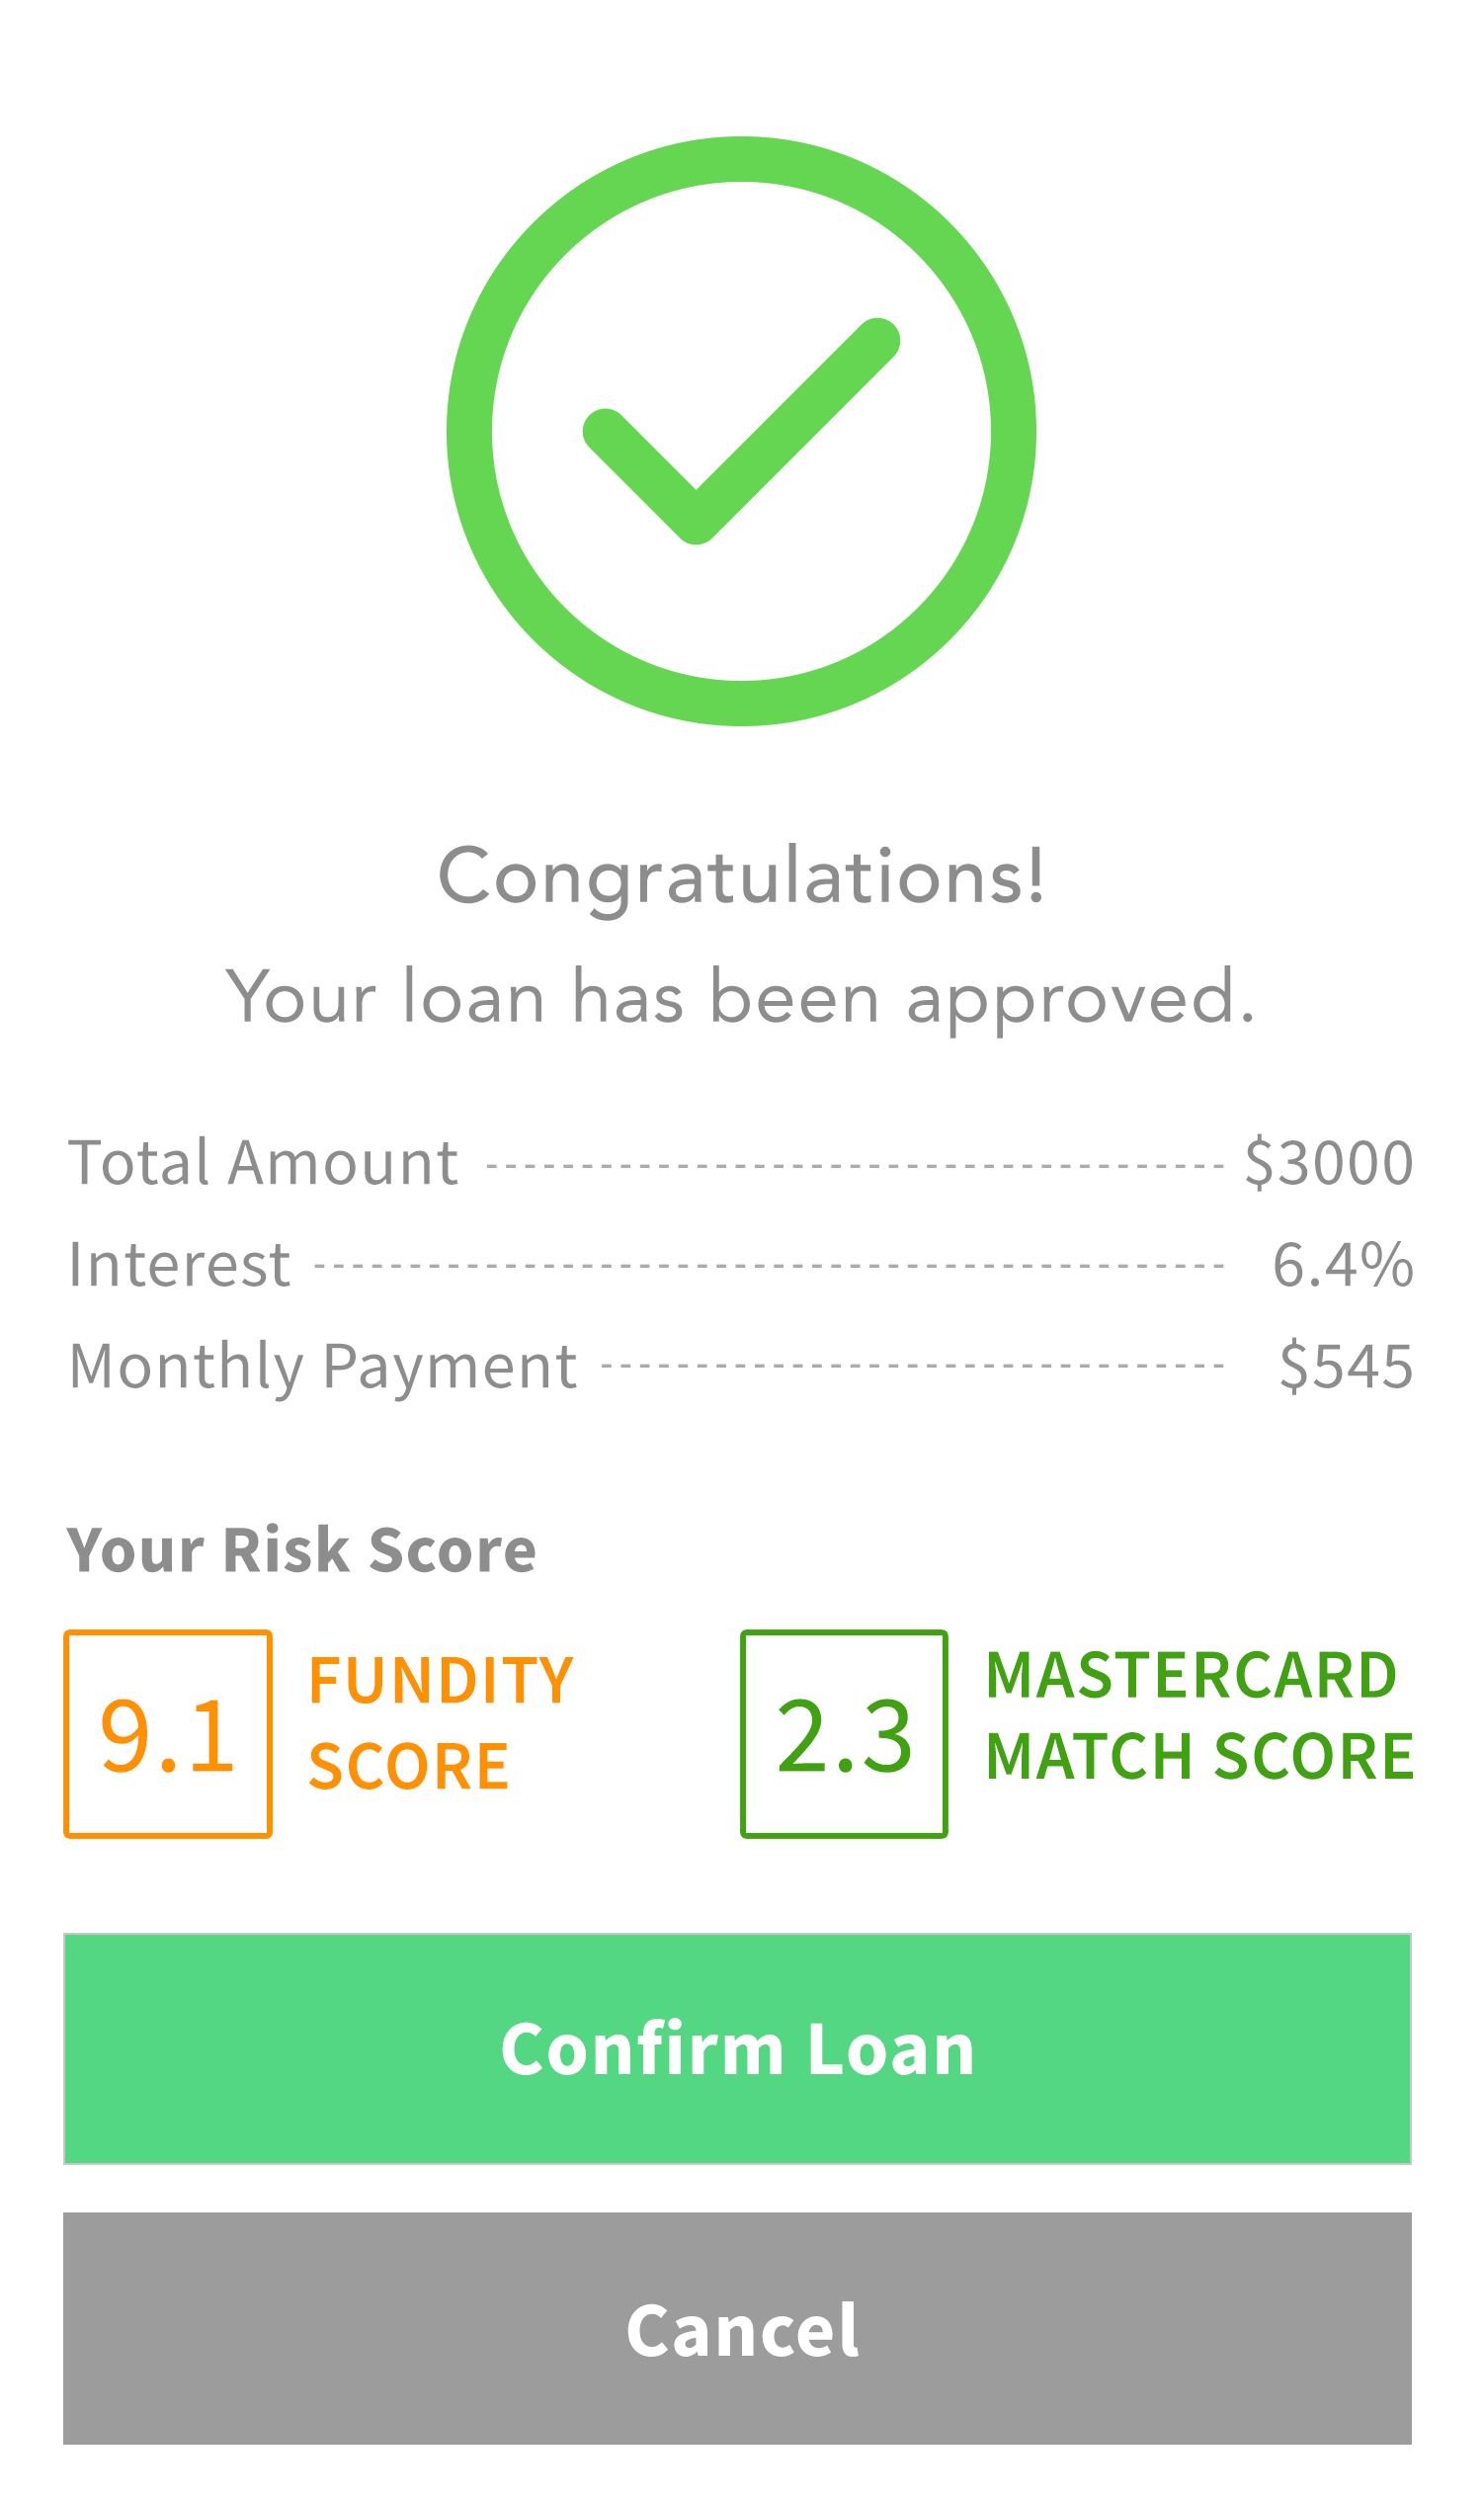 Congratulations!
Your loan has been approved.
Total Amount $3000
Interest 6.4%
Monthly Payment $545
Your Risk Score
9.1
FUNDITY
SCORE
2.3
MASTERCARD
MATCH SCORE
Confirm Loan
Cancel